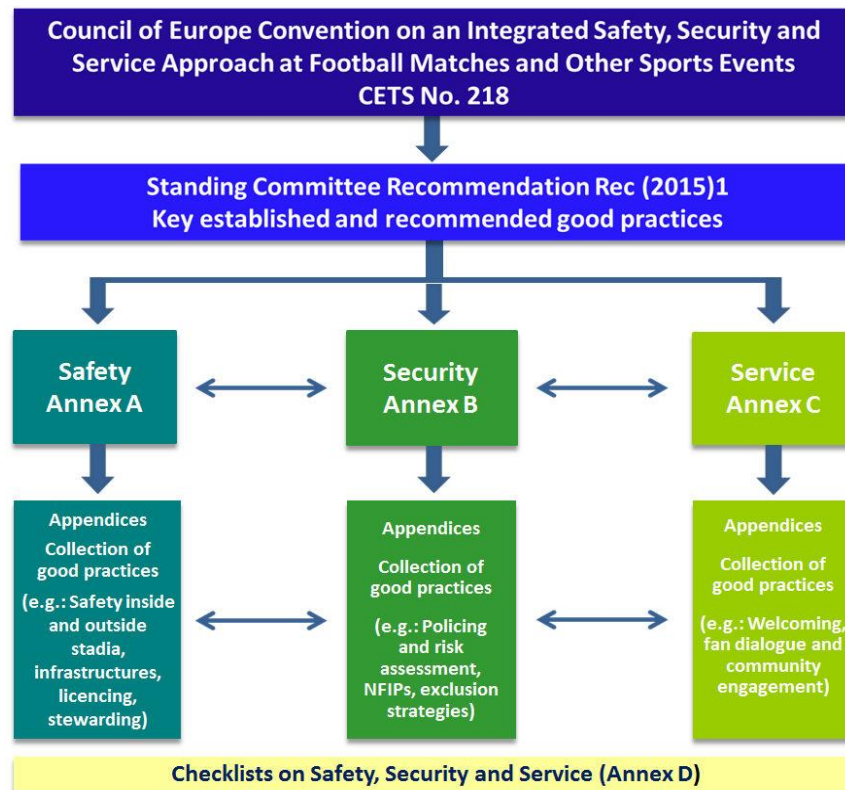 Council of Europe Convention on an Integrated Safety, Security and
Service Approach at Football Matches and Other Sports Events
CETS No. 218
Standing Committee Recommendation Rec (2015)1
Key established and recommended good practices
Safety
Annex A
Security
Annex B
Service
Annex C
Appendices
Collection of
good practices
(e.g.: Safety inside
and outside
stadia,
infrastructures,
licencing,
stewarding)
Appendices
Collection of
good practices
(e.g.: Policing
and risk
assessment,
NFIPs, exclusion
strategies)
Appendices
Collection of
good practices
(e.g.: Welcoming,
fan dialogue and
community
engagement)
Checklists on Safety, Security and Service (Annex D)